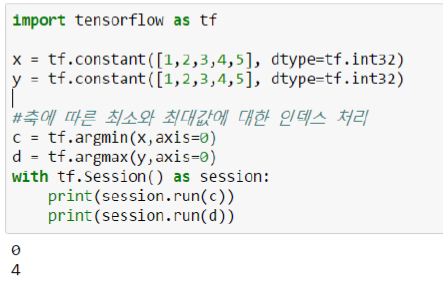 import tensorflow as tf
x = tf.constant([1,2,3,4,5], dtype=tf.int32)
y = tf.constant([1,2,3,4,5], dtype=tf.int32)
#축에 따른 최소와 최대값에 대한 인덱스 처리
c = tf.argmin(x,axis=0)
d = tf.argmax(y,axis=0)
with tf.Session() as session:
    print(session.run(c))
    print(session.run(d))
0
4